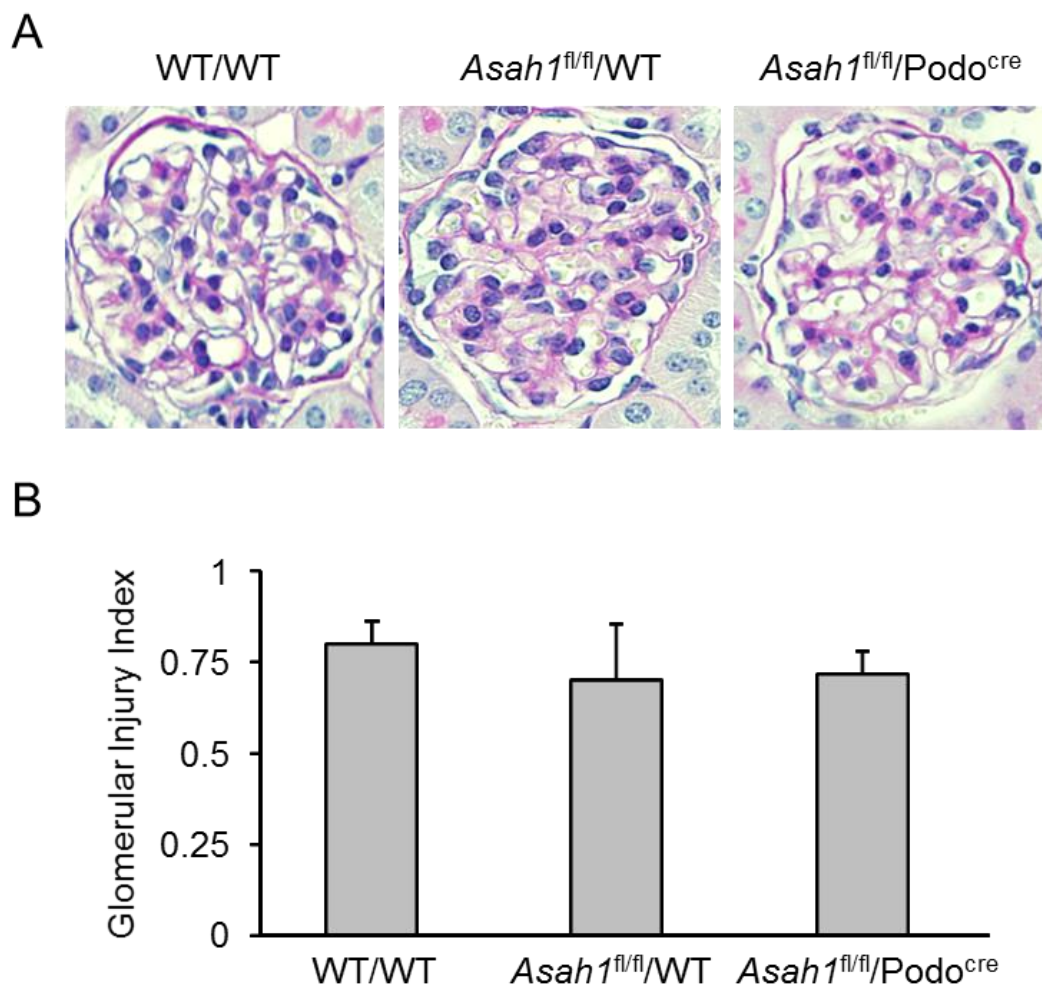 A
WT/WT Asah1fl/fl/WT Asah1fl/fl/Podocre
B
Glomerular Injury Index
1
0.75
0.5
0.25
0
WT/WT Asah1fl/fl/WT Asah1fl/fl/Podocre